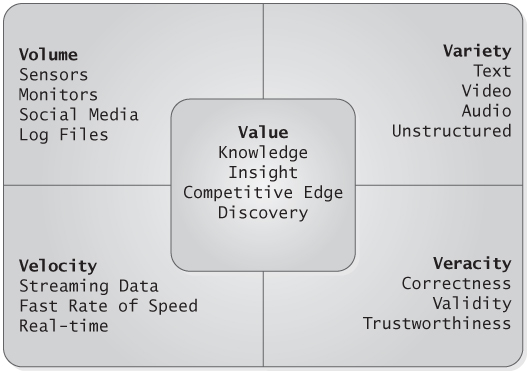 Volume
Sensors
Monitors
Social Media
Log Files
Variety
Text
Video
Audio
Unstructured
Value
Knowledge
Insight
Competitive Edge
Discovery
Velocity
Streaming Data
Fast Rate of Speed
Real-time
Veracity
Correctness
Validity
Trustworthiness